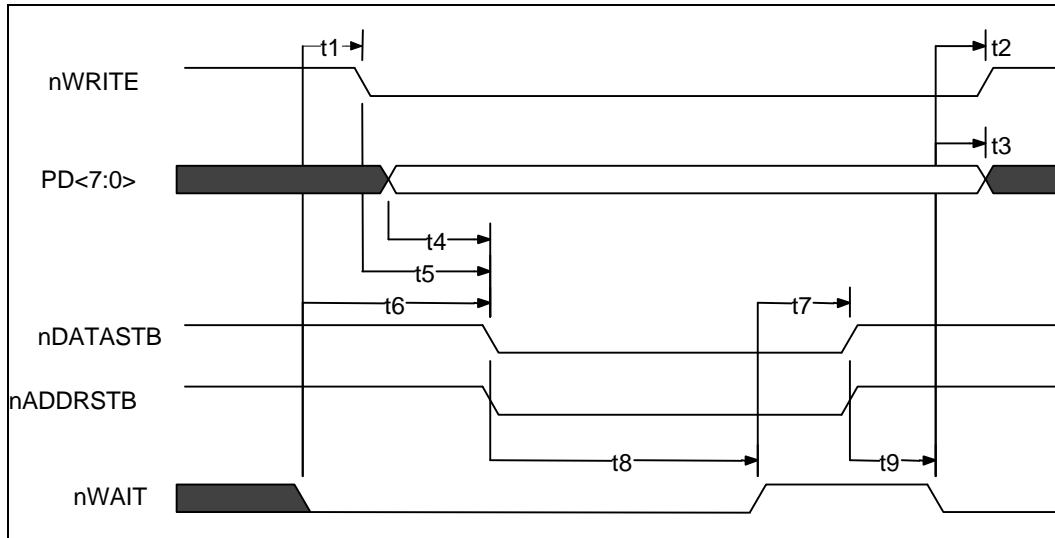 t1
t2
nWRITE
t3
PD<7:0>
t4
t5
t6
t7
nDATASTB
nADDRSTB
t8
t9
nWAIT